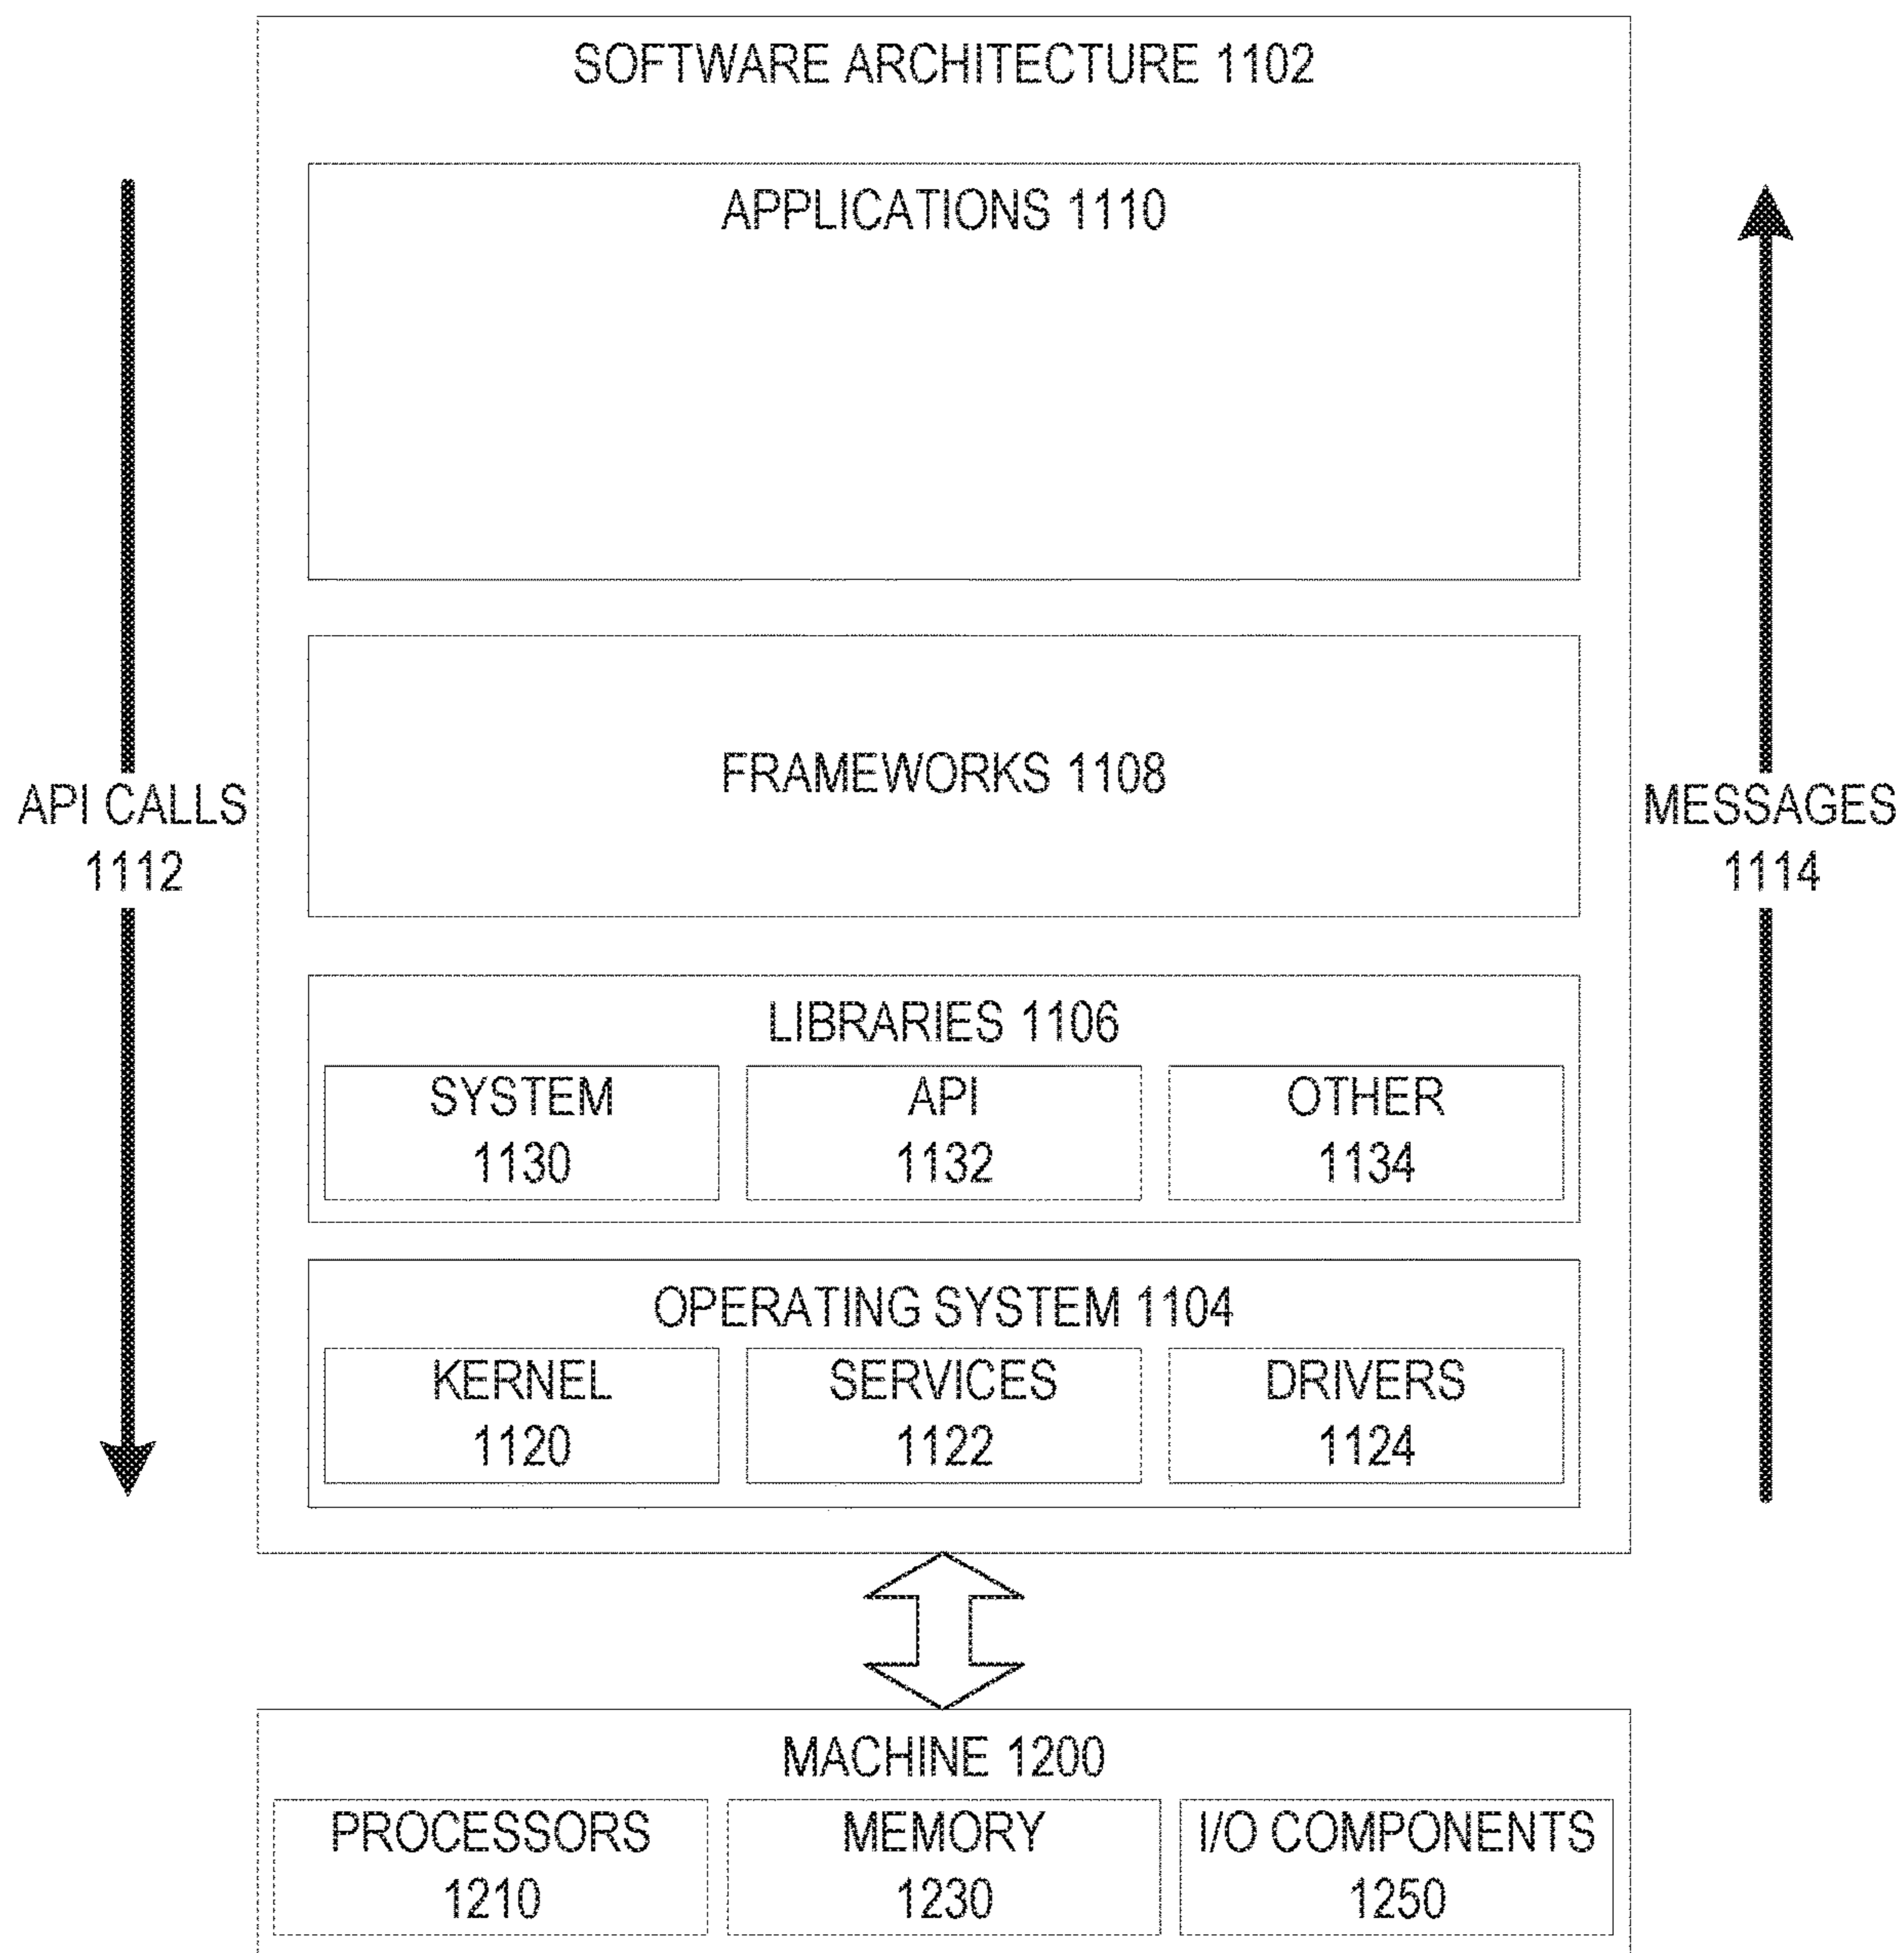 SOFTWARE ARCHITECTURE 1102
APPLICATIONS 1110
FRAMEWORKS 1108
API CALLS
1112
MESSAGES
1114
LIBRARIES 1106
SYSTEM
1130
API
1132
OTHER
1134
OPERATING SYSTEM 1104
KERNEL
1120
SERVICES
1122
DRIVERS
1124
MACHINE 1200
PROCESSORS
1210
MEMORY
1230
I/O COMPONENTS
1250